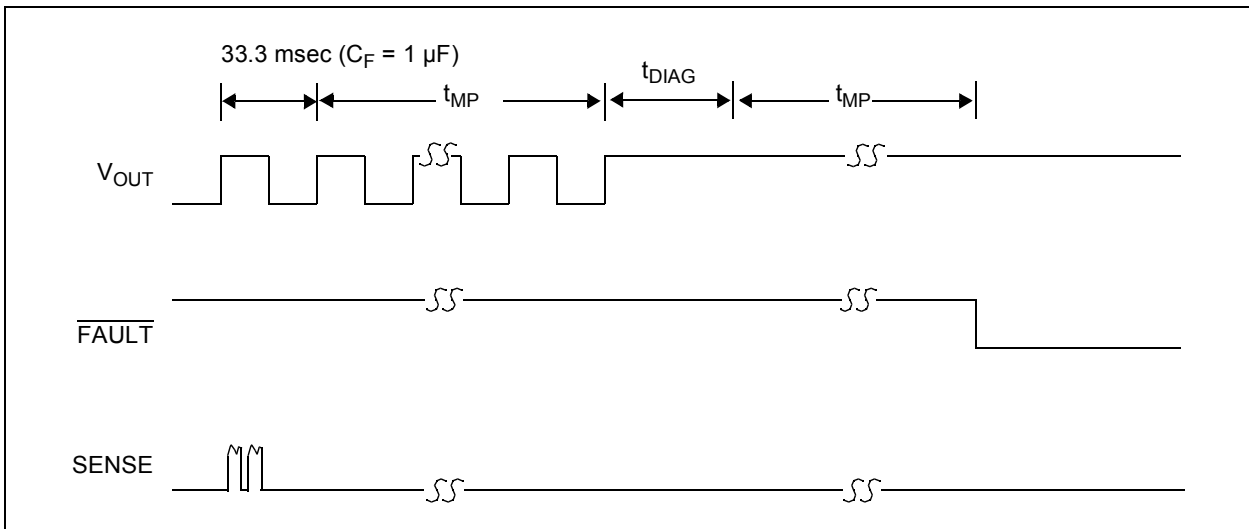 33.3 msec (CF = 1 µF)
tMP
tDIAG
tMP
VOUT
FAULT
SENSE